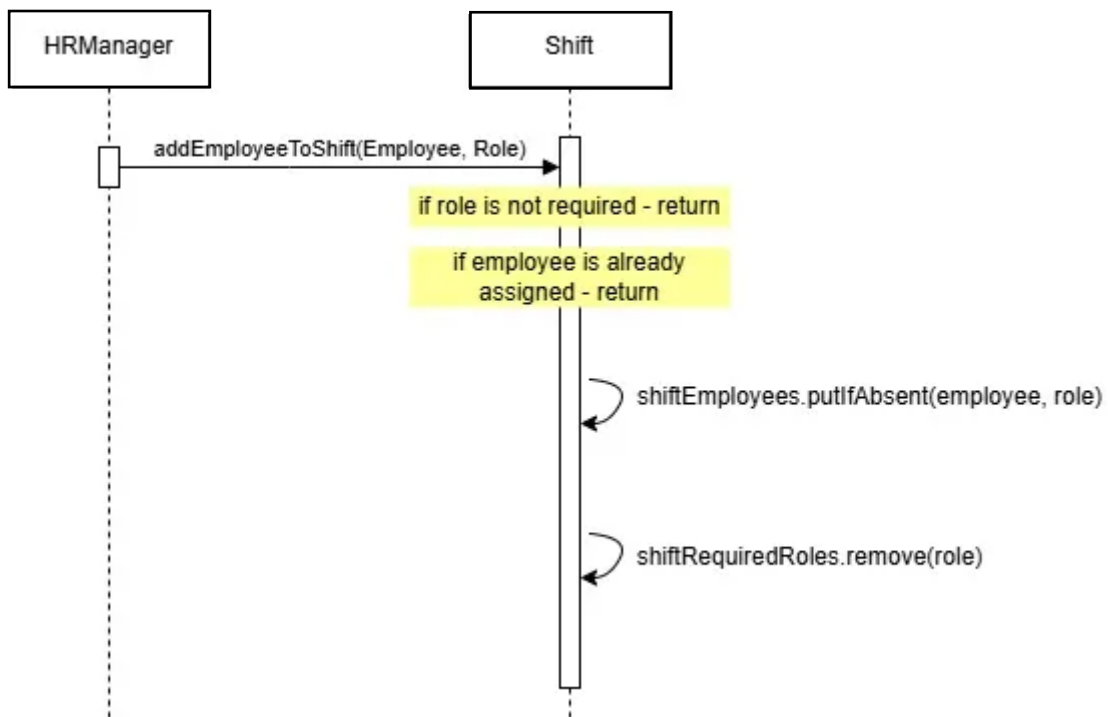 HRManager
Shift
addEmployeeToShift(Employee, Role)
if role is not required - return
if employee is already
assigned - return
shiftEmployees.putIfAbsent(employee, role)
shiftRequiredRoles.remove(role)